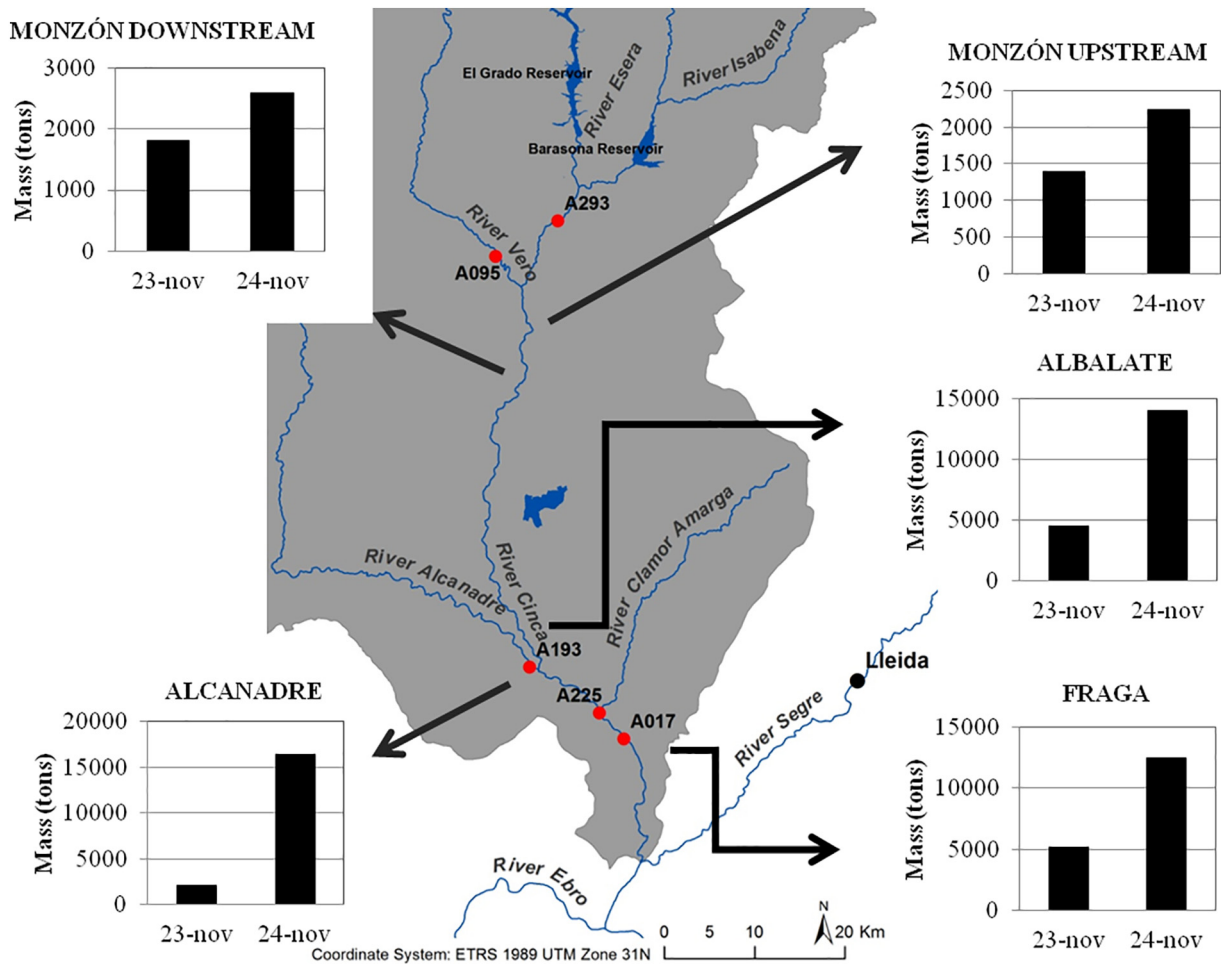 MONZÓN DOWNSTREAM
Mass (tons)
3000
2000
1000
0
23-nov 24-nov
El Grado Reservoir
River Esera
River Isabena
Barasona Reservoir
A293
River Vero
A095
MONZÓN UPSTREAM
Mass (tons)
2500
2000
1500
1000
500
0
23-nov 24-nov
ALBALATE
Mass (tons)
15000
10000
5000
0
23-nov 24-nov
River Alcanadre
River Cinca
River Clamor Amarga
A193
A225
A017
Lleida
River Segre
River Ebro
ALCANADRE
Mass (tons)
20000
15000
10000
5000
0
23-nov 24-nov
FRAGA
Mass (tons)
15000
10000
5000
0
23-nov 24-nov
N
0 5 10 20 Km
Coordinate System: ETRS 1989 UTM Zone 31N